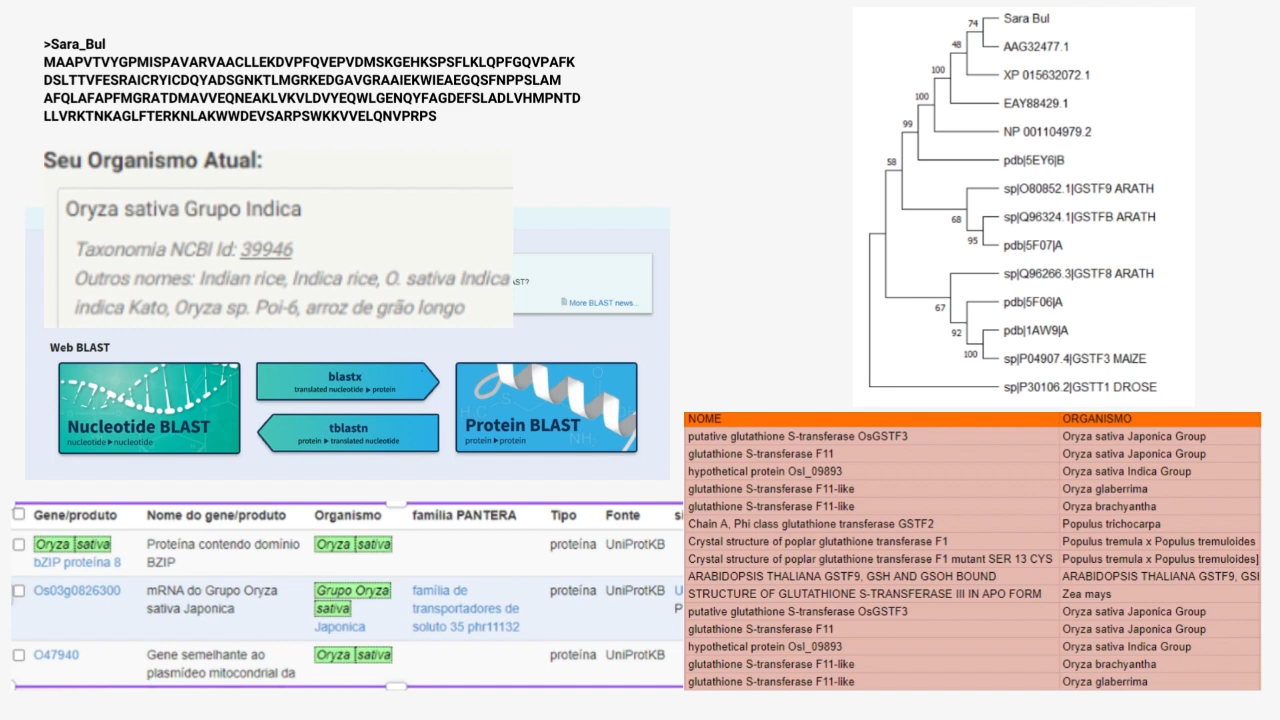 >Sara_Bul
MAAPVTVYGPMISPAVARVAACLLEKDVPFQVEPVDMSKGEHKSPSFLKLQPFGQVPAFK
DSLTTVFESRAICRYICDQYADSGNKTLMGRKEDGAVGRAAIEKWIEAEGQSFNPPSLAM
AFQLAFAPFMGRATDMAVVEQNEAKLVKVLDVYEQWLGENQYFAGDEFSLADLVHMPNTD
LLVRKTNKAGLFTERKNLAKWWDEVSARPSWKKVVELQNVPRPS
Seu Organismo Atual:
Oryza sativa Grupo Indica
Taxonomia NCBI Id: 39946
Outros nomes: Indian rice, Indica rice, O. sativa Indica
indica Kato, Oryza sp. Poi-6, arroz de grão longo
AST?
More BLAST news...
Web BLAST
Nucleotide BLAST
nucleotide ▸ nucleotide
blastx
translated nucleotide ▸ protein
tblastn
protein ▸ translated nucleotide
Protein BLAST
protein ▸ protein
74 Sara Bul
48 AAG32477.1
100 XP 015632072.1
100 EAY88429.1
99 NP 001104979.2
58 pdb|5EY6|B
sp|O80852.1|GSTF9 ARATH
68 sp|Q96324.1|GSTFB ARATH
95 pdb|5F07|A
sp|Q96266.3|GSTF8 ARATH
67 pdb|5F06|A
92 pdb|1AW9|A
100 sp|P04907.4|GSTF3 MAIZE
sp|P30106.2|GSTT1 DROSE
Gene/produto Nome do gene/produto Organismo família PANTERA Tipo Fonte
Oryza sativa Proteína contendo domínio Oryza sativa proteína UniProtKB
bZIP proteína 8 BZIP
Os03g0826300 mRNA do Grupo Oryza Grupo Oryza família de proteína UniProtKB U
sativa Japonica sativa transportadores de P
Japonica soluto 35 phr11132
O47940 Gene semelhante ao Oryza sativa proteína UniProtKB
plasmídeo mitocondrial da
NOME ORGANISMO
putative glutathione S-transferase OsGSTF3 Oryza sativa Japonica Group
glutathione S-transferase F11 Oryza sativa Japonica Group
hypothetical protein OsI_09893 Oryza sativa Indica Group
glutathione S-transferase F11-like Oryza glaberrima
glutathione S-transferase F11-like Oryza brachyantha
Chain A, Phi class glutathione transferase GSTF2 Populus trichocarpa
Crystal structure of poplar glutathione transferase F1 Populus tremula x Populus tremuloides
Crystal structure of poplar glutathione transferase F1 mutant SER 13 CYS Populus tremula x Populus tremuloides]
ARABIDOPSIS THALIANA GSTF9, GSH AND GSOH BOUND ARABIDOPSIS THALIANA GSTF9, GSI
STRUCTURE OF GLUTATHIONE S-TRANSFERASE III IN APO FORM Zea mays
putative glutathione S-transferase OsGSTF3 Oryza sativa Japonica Group
glutathione S-transferase F11 Oryza sativa Japonica Group
hypothetical protein OsI_09893 Oryza sativa Indica Group
glutathione S-transferase F11-like Oryza brachyantha
glutathione S-transferase F11-like Oryza glaberrima